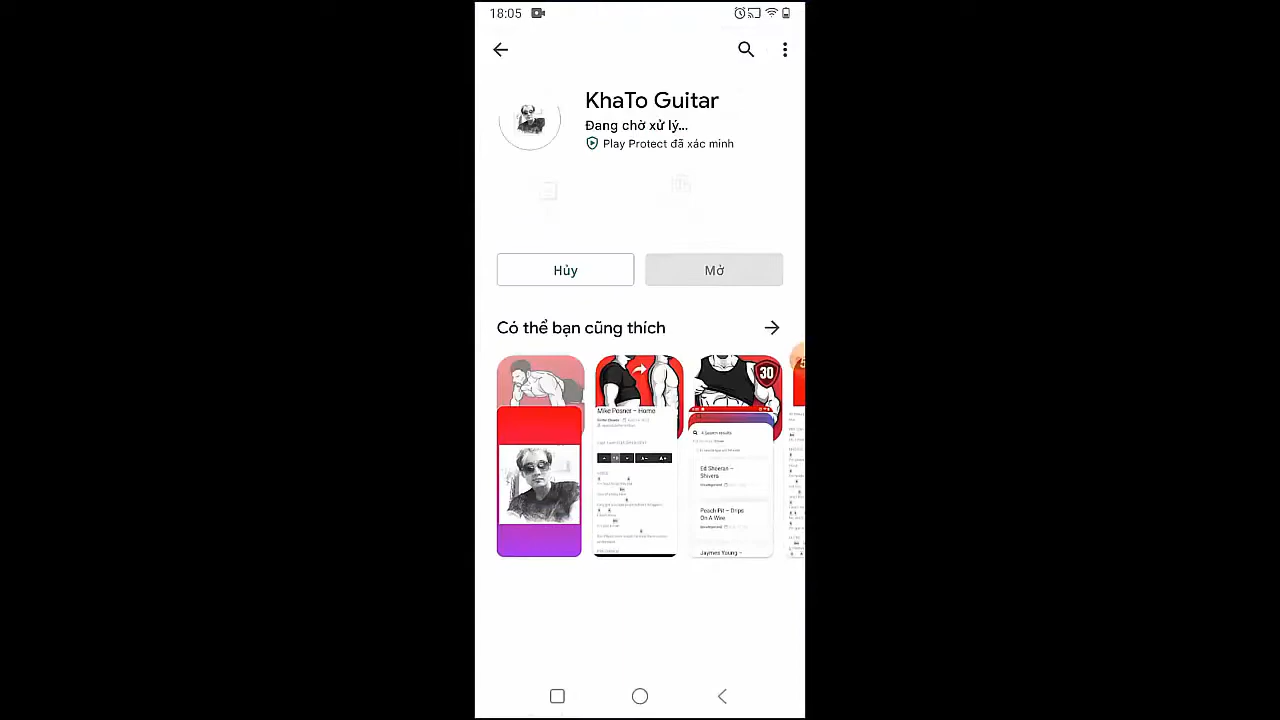 18:05
KhaTo Guitar
Đang chờ xử lý...
Play Protect đã xác minh
Hủy
Mở
Có thể bạn cũng thích
30
Mike Posner – Home
Ed Sheeran –
Shivers
Peach Pit – Drips
On A Wire
Jaymes Young –